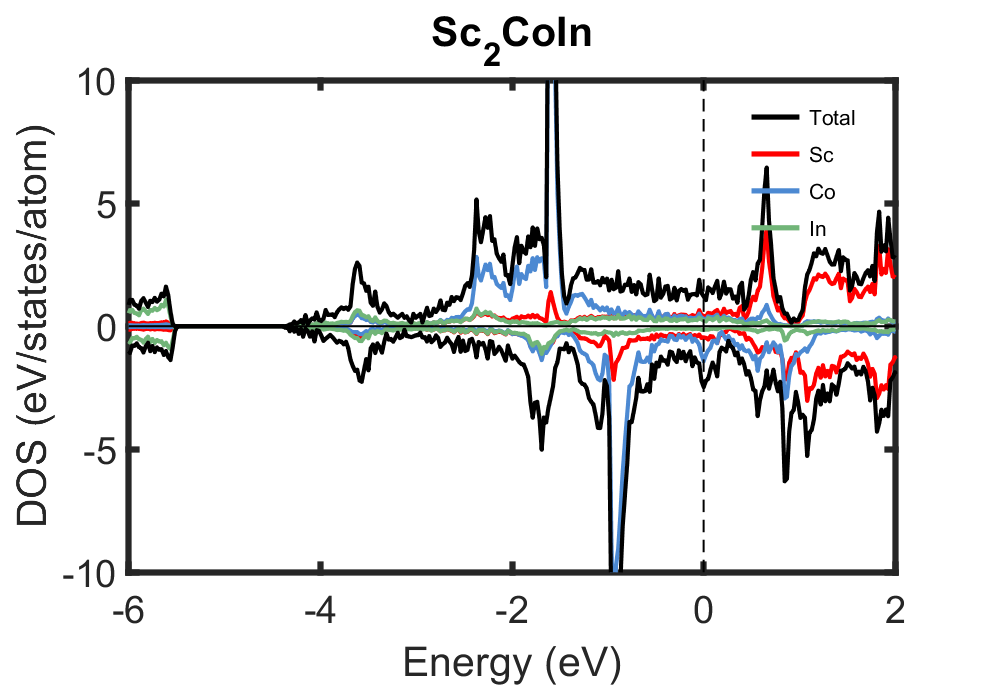 Sc₂CoIn
10
5
0
-5
-10
DOS (eV/states/atom)
Total
Sc
Co
In
-6
-4
-2
0
2
Energy (eV)